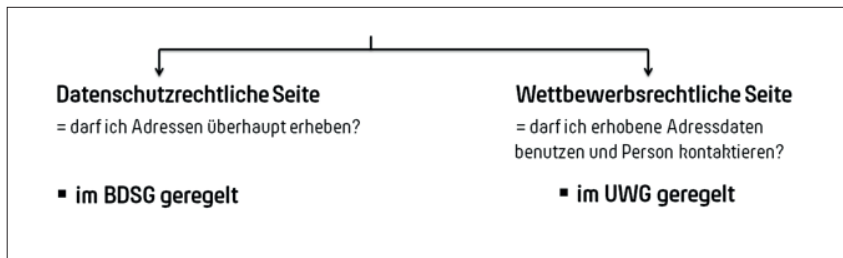 Datenschutzrechtliche Seite
= darf ich Adressen überhaupt erheben?
▪ im BDSG geregelt
Wettbewerbsrechtliche Seite
= darf ich erhobene Adressdaten
benutzen und Person kontaktieren?
▪ im UWG geregelt